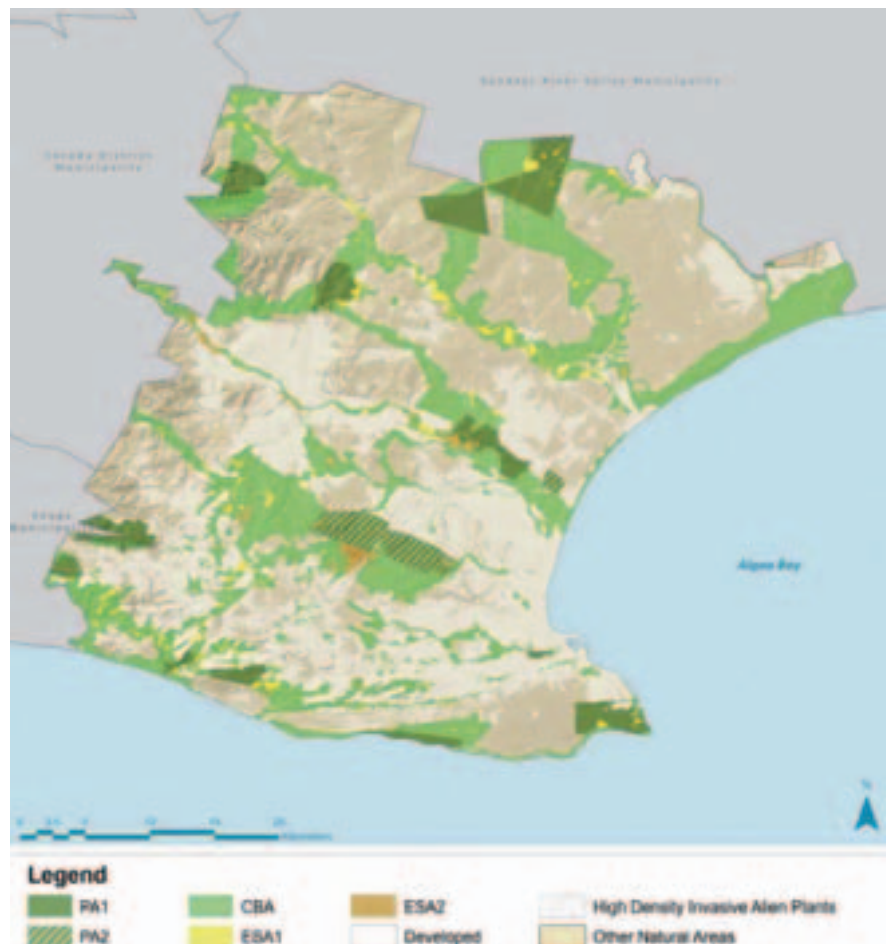 Sundays River Valley Municipality
Cacadu District
Municipality
Algoa Bay
N
Legend
PA1
CBA
ESA2
High Density Invasive Alien Plants
PA2
ESA1
Developed
Other Natural Areas